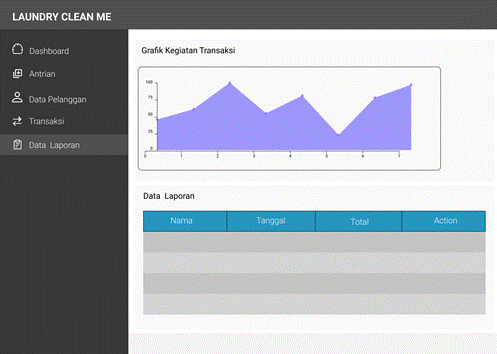 LAUNDRY CLEAN ME
Dashboard
Antrian
Data Pelanggan
Transaksi
Data Laporan
Grafik Kegiatan Transaksi
100
75
50
25
0
0 1 2 3 4 5 6 7
Data Laporan
Nama Tanggal Total Action